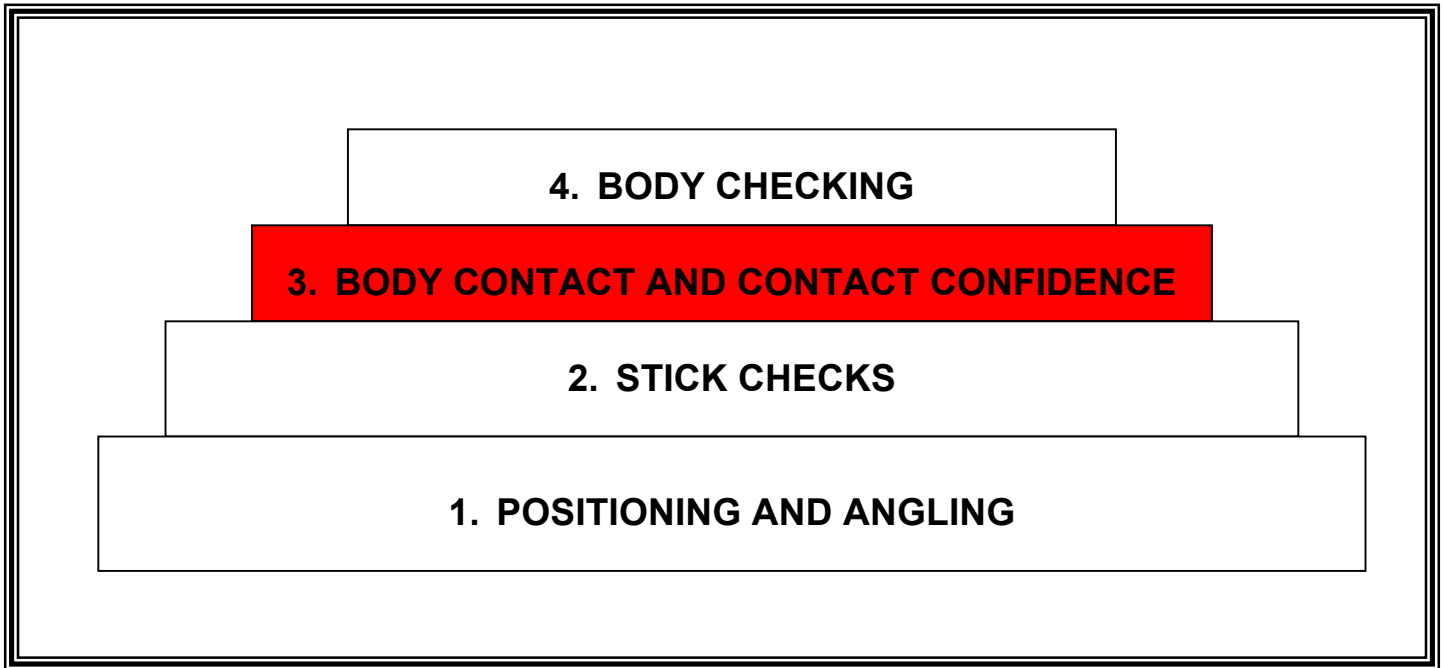 4. BODY CHECKING
3. BODY CONTACT AND CONTACT CONFIDENCE
2. STICK CHECKS
1. POSITIONING AND ANGLING